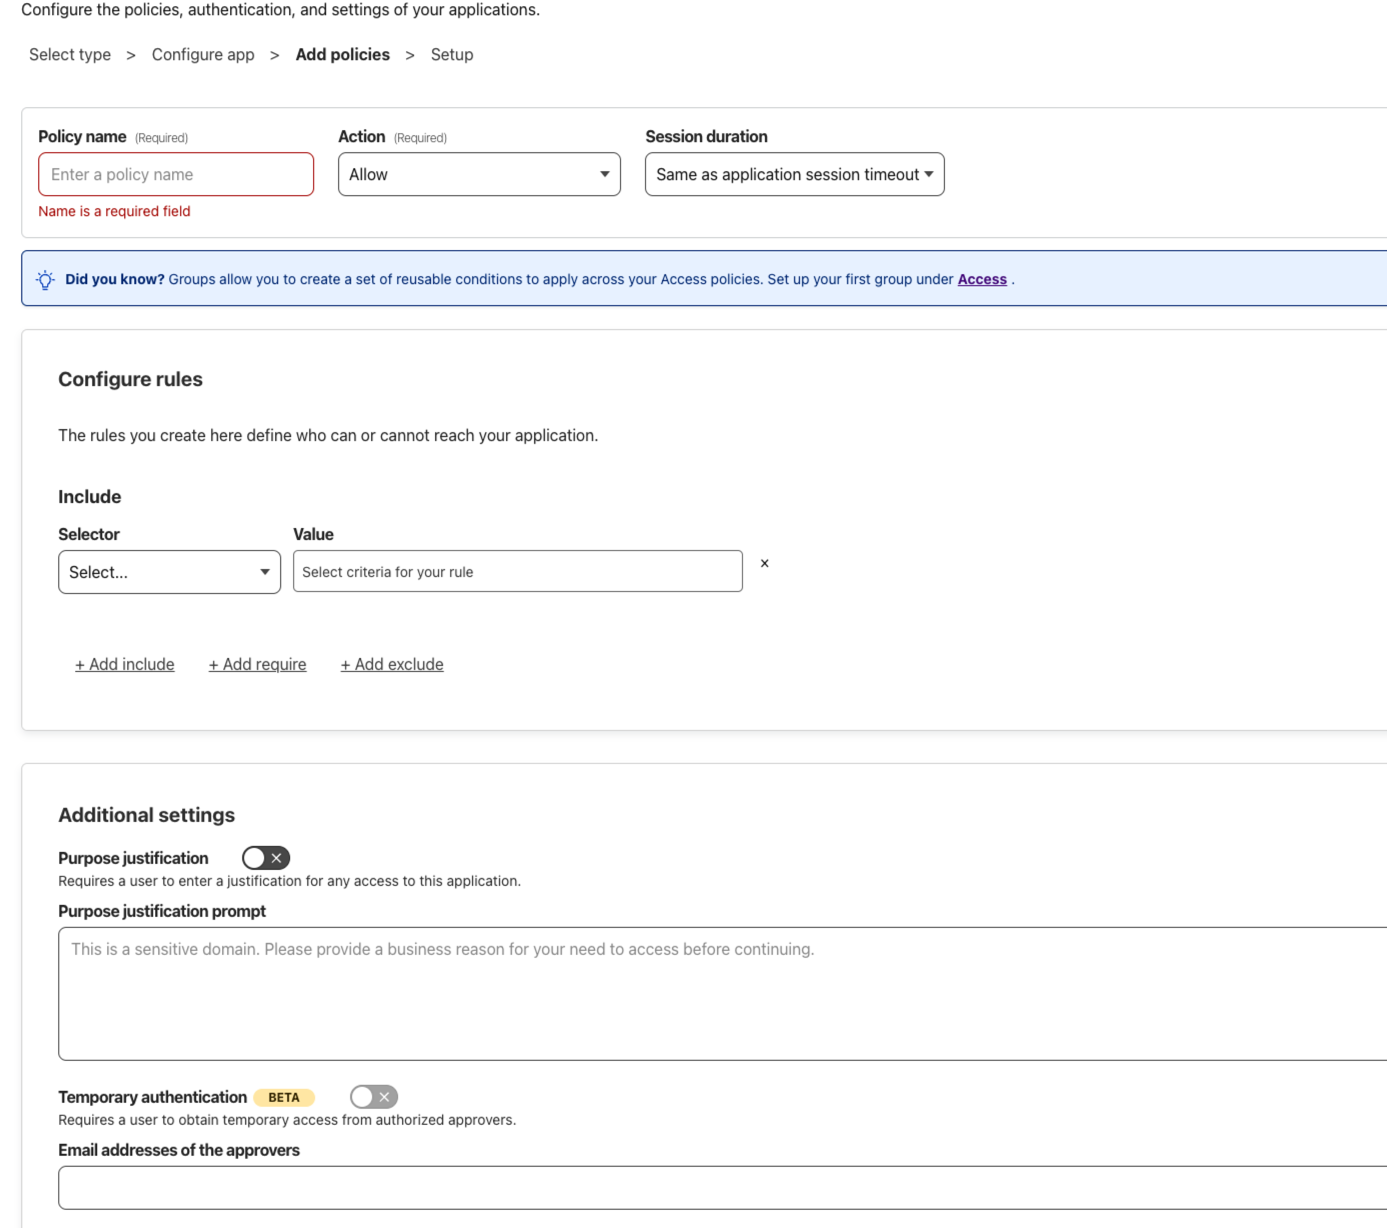 Configure the policies, authentication, and settings of your applications.
Select type > Configure app > Add policies > Setup
Policy name (Required) Action (Required) Session duration
Enter a policy name Allow Same as application session timeout
Name is a required field
Did you know? Groups allow you to create a set of reusable conditions to apply across your Access policies. Set up your first group under Access .
Configure rules
The rules you create here define who can or cannot reach your application.
Include
Selector Value
Select... Select criteria for your rule ×
+ Add include + Add require + Add exclude
Additional settings
Purpose justification
Requires a user to enter a justification for any access to this application.
Purpose justification prompt
This is a sensitive domain. Please provide a business reason for your need to access before continuing.
Temporary authentication BETA
Requires a user to obtain temporary access from authorized approvers.
Email addresses of the approvers